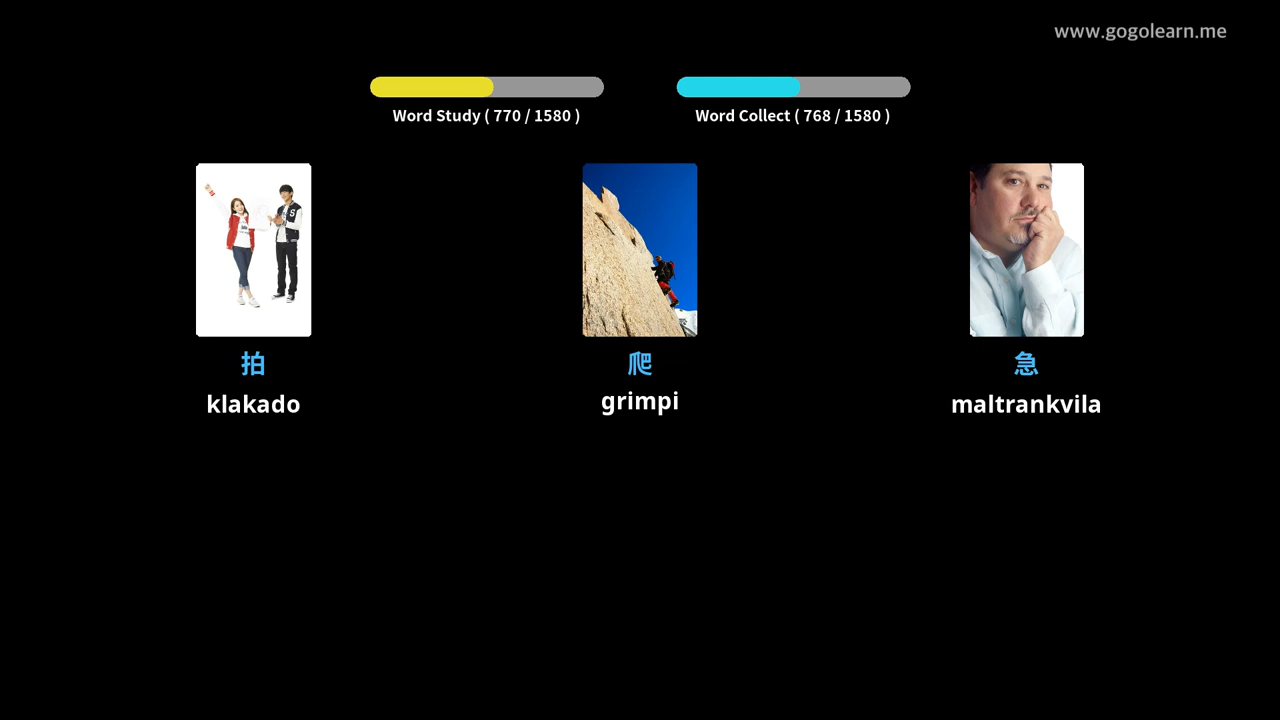 www.gogolearn.me
Word Study ( 770 / 1580 )
Word Collect ( 768 / 1580 )
拍
klakado
爬
grimpi
急
maltrankvila